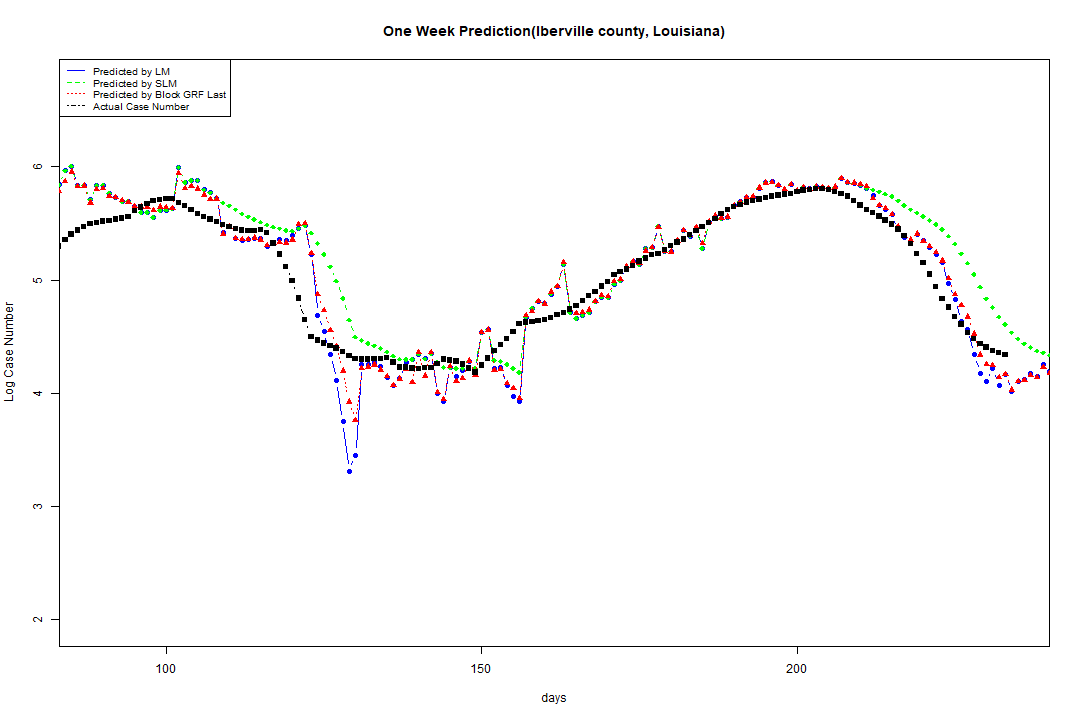 One Week Prediction(Iberville county, Louisiana)
Predicted by LM
Predicted by SLM
Predicted by Block GRF Last
Actual Case Number
6
5
4
3
2
Log Case Number
100 150 200
days